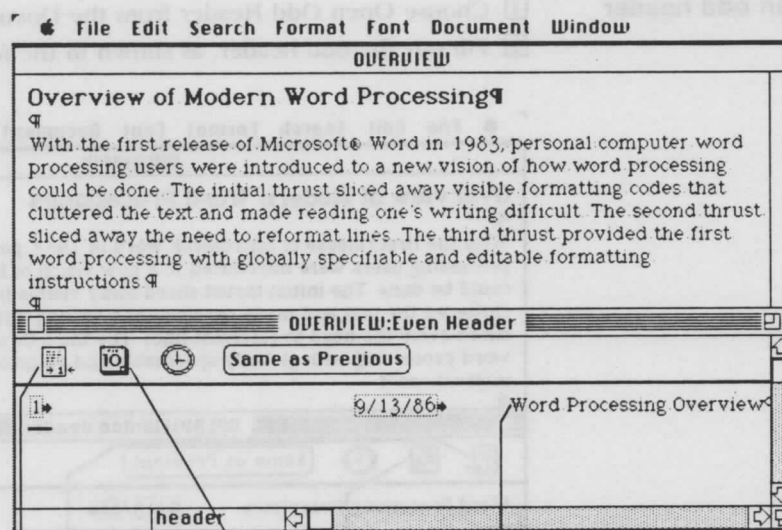 File Edit Search Format Font Document Window
OVERVIEW
Overview of Modern Word Processing¶
¶
With the first release of Microsoft® Word in 1983, personal computer word
processing users were introduced to a new vision of how word processing
could be done. The initial thrust sliced away visible formatting codes that
cluttered the text and made reading one's writing difficult. The second thrust
sliced away the need to reformat lines. The third thrust provided the first
word processing with globally specifiable and editable formatting
instructions.¶
¶
OVERVIEW:Even Header
Same as Previous
1 9/13/86 Word Processing Overview
header